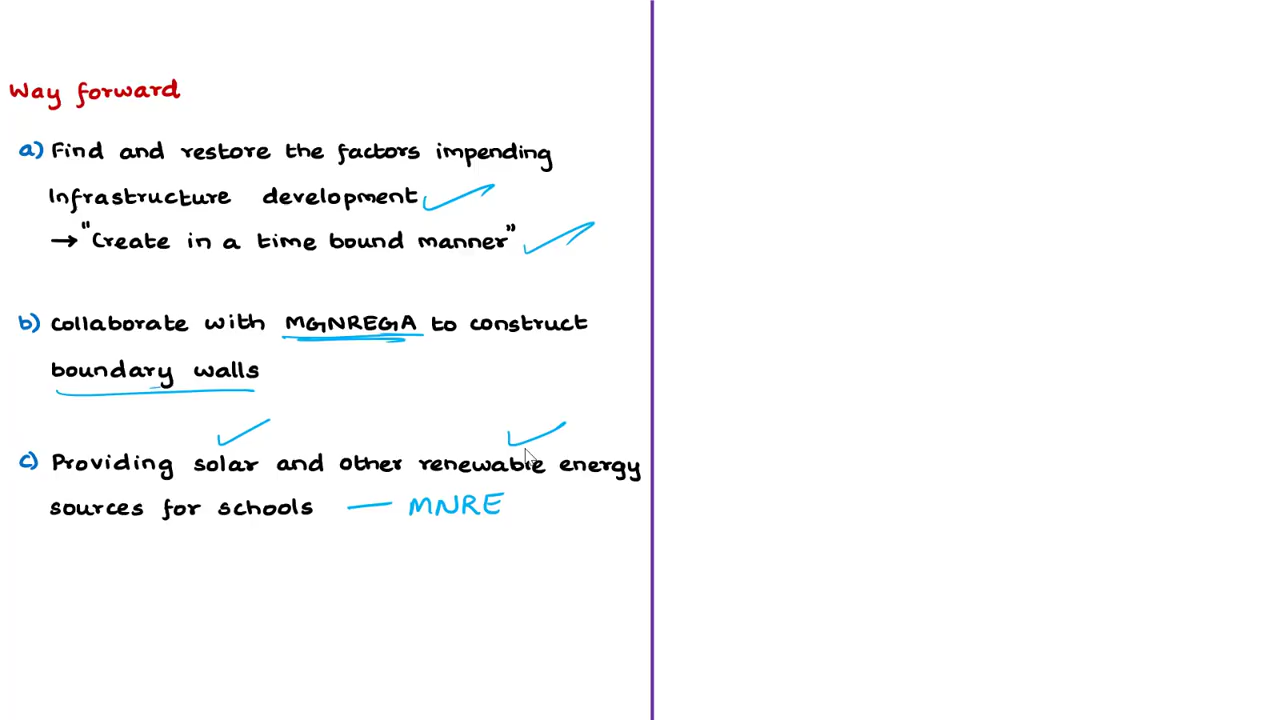 Way forward
a) Find and restore the factors impending
Infrastructure development
→ "Create in a time bound manner"
b) Collaborate with MGNREGA to construct
boundary walls
c) Providing solar and other renewable energy
sources for schools — MNRE